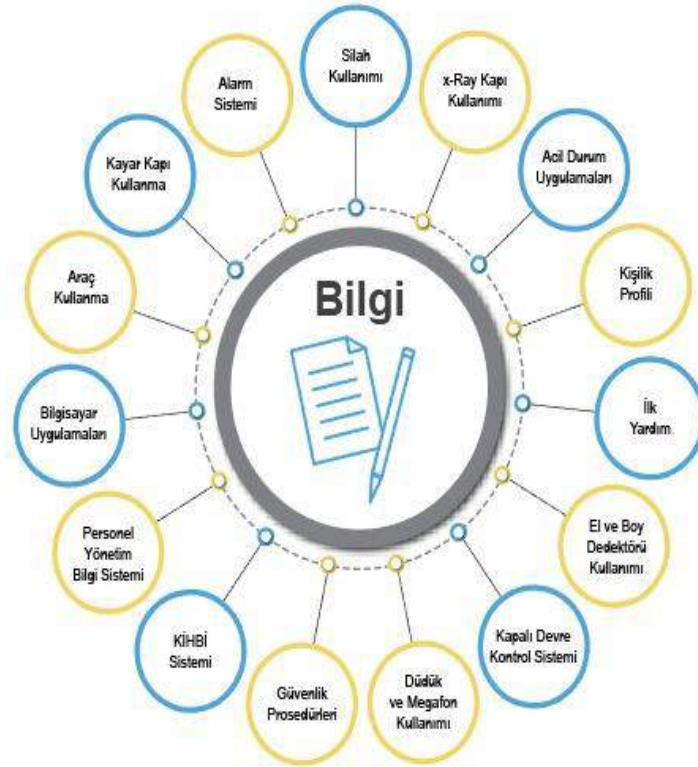 Silah
Kullanımı
x-Ray Kapı
Kullanımı
Acil Durum
Uygulamaları
Kişilik
Profili
İlk
Yardım
El ve Boy
Dedektörü
Kullanımı
Kapalı Devre
Kontrol Sistemi
Düdük
ve Megafon
Kullanımı
Güvenlik
Prosedürleri
KİHBİ
Sistemi
Personel
Yönetim
Bilgi Sistemi
Bilgisayar
Uygulamaları
Araç
Kullanma
Kayar Kapı
Kullanma
Alarm
Sistemi
Bilgi